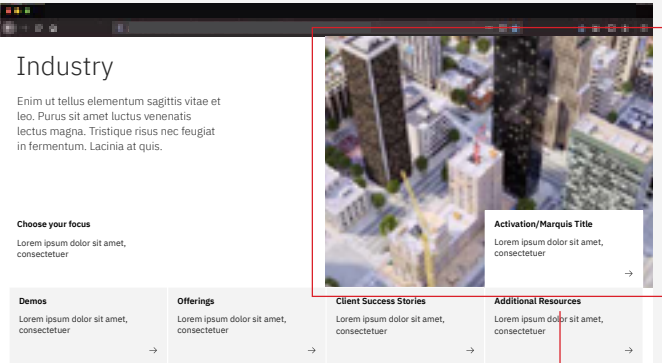 Industry
Enim ut tellus elementum sagittis vitae et
leo. Purus sit amet luctus venenatis
lectus magna. Tristique risus nec feugiat
in fermentum. Lacinia at quis.
Choose your focus
Lorem ipsum dolor sit amet,
consectetuer
Activation/Marquis Title
Lorem ipsum dolor sit amet,
consectetuer
Demos
Lorem ipsum dolor sit amet,
consectetuer
Offerings
Lorem ipsum dolor sit amet,
consectetuer
Client Success Stories
Lorem ipsum dolor sit amet,
consectetuer
Additional Resources
Lorem ipsum dolor sit amet,
consectetuer